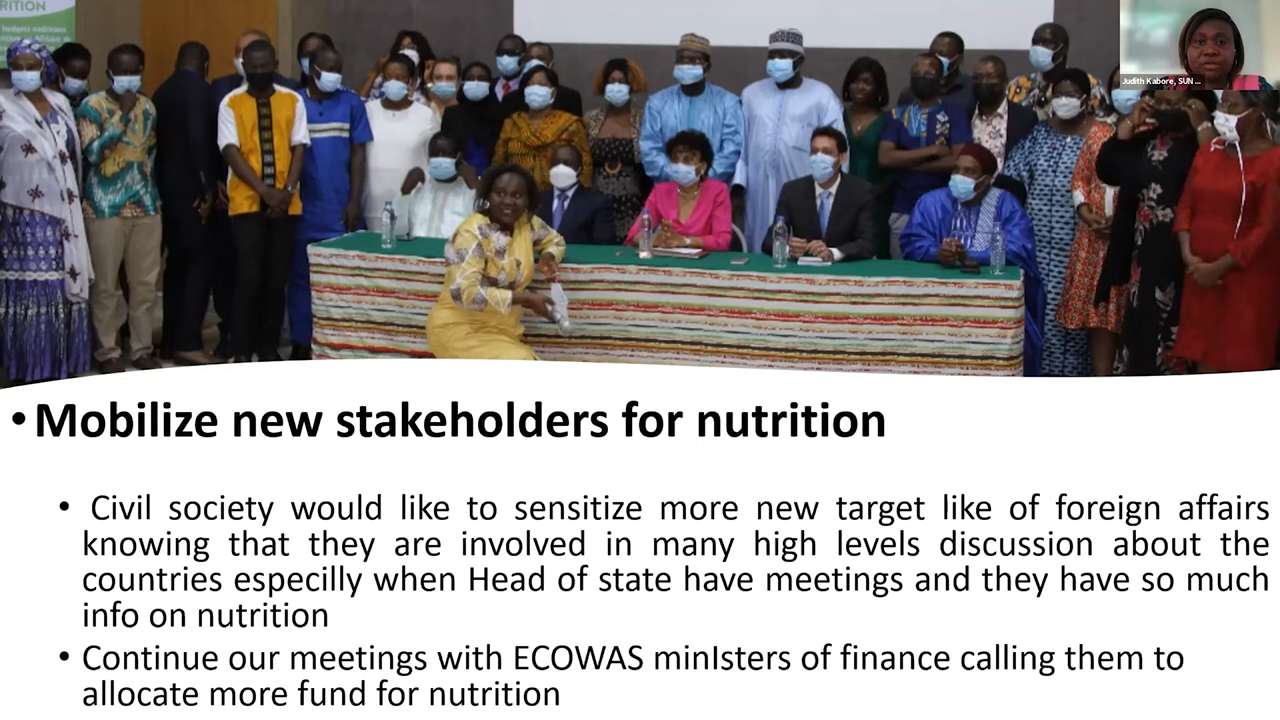 RITION
Judith Kabore, SUN ...
• Mobilize new stakeholders for nutrition
• Civil society would like to sensitize more new target like of foreign affairs
knowing that they are involved in many high levels discussion about the
countries especilly when Head of state have meetings and they have so much
info on nutrition
• Continue our meetings with ECOWAS minIsters of finance calling them to
allocate more fund for nutrition